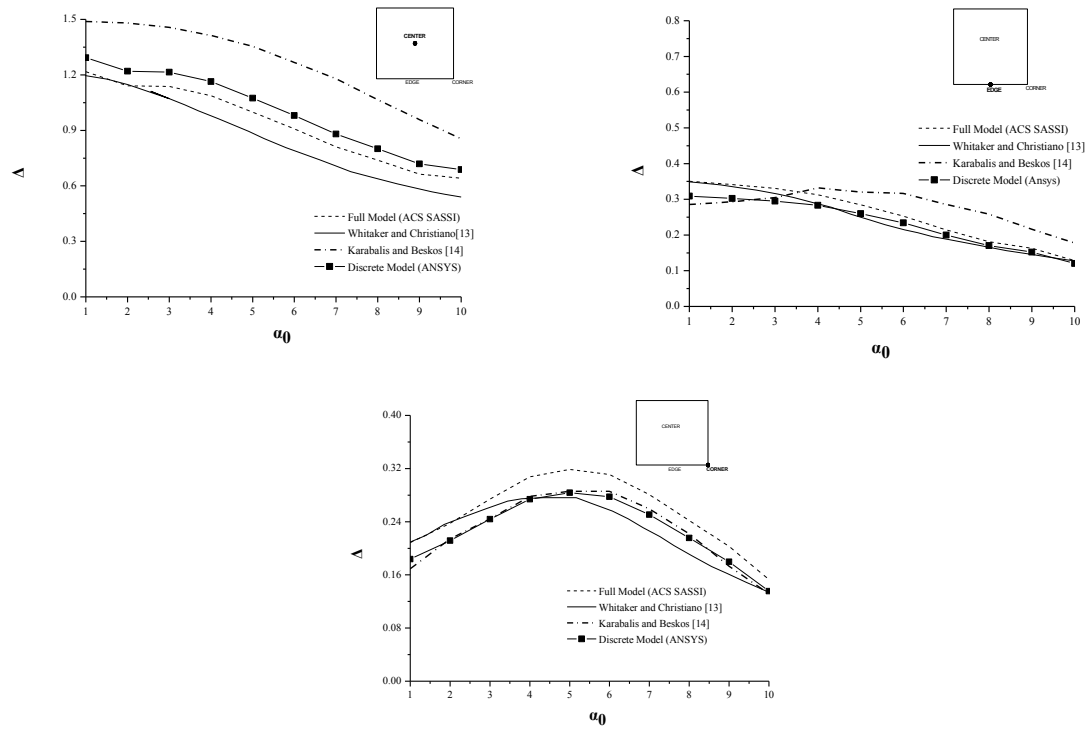 1.5
1.2
0.9
0.6
0.3
0.0
Δ
CENTER
EDGE
CORNER
Full Model (ACS SASSI)
Whitaker and Christiano[13]
Karabalis and Beskos [14]
Discrete Model (ANSYS)
1 2 3 4 5 6 7 8 9 10
α0
0.8
0.7
0.6
0.5
0.4
0.3
0.2
0.1
0.0
Δ
CENTER
EDGE
CORNER
Full Model (ACS SASSI)
Whitaker and Christiano [13]
Karabalis and Beskos [14]
Discrete Model (Ansys)
1 2 3 4 5 6 7 8 9 10
α0
0.40
0.32
0.24
0.16
0.08
0.00
Δ
CENTER
EDGE
CORNER
Full Model (ACS SASSI)
Whitaker and Christiano [13]
Karabalis and Beskos [14]
Discrete Model (ANSYS)
1 2 3 4 5 6 7 8 9 10
α0